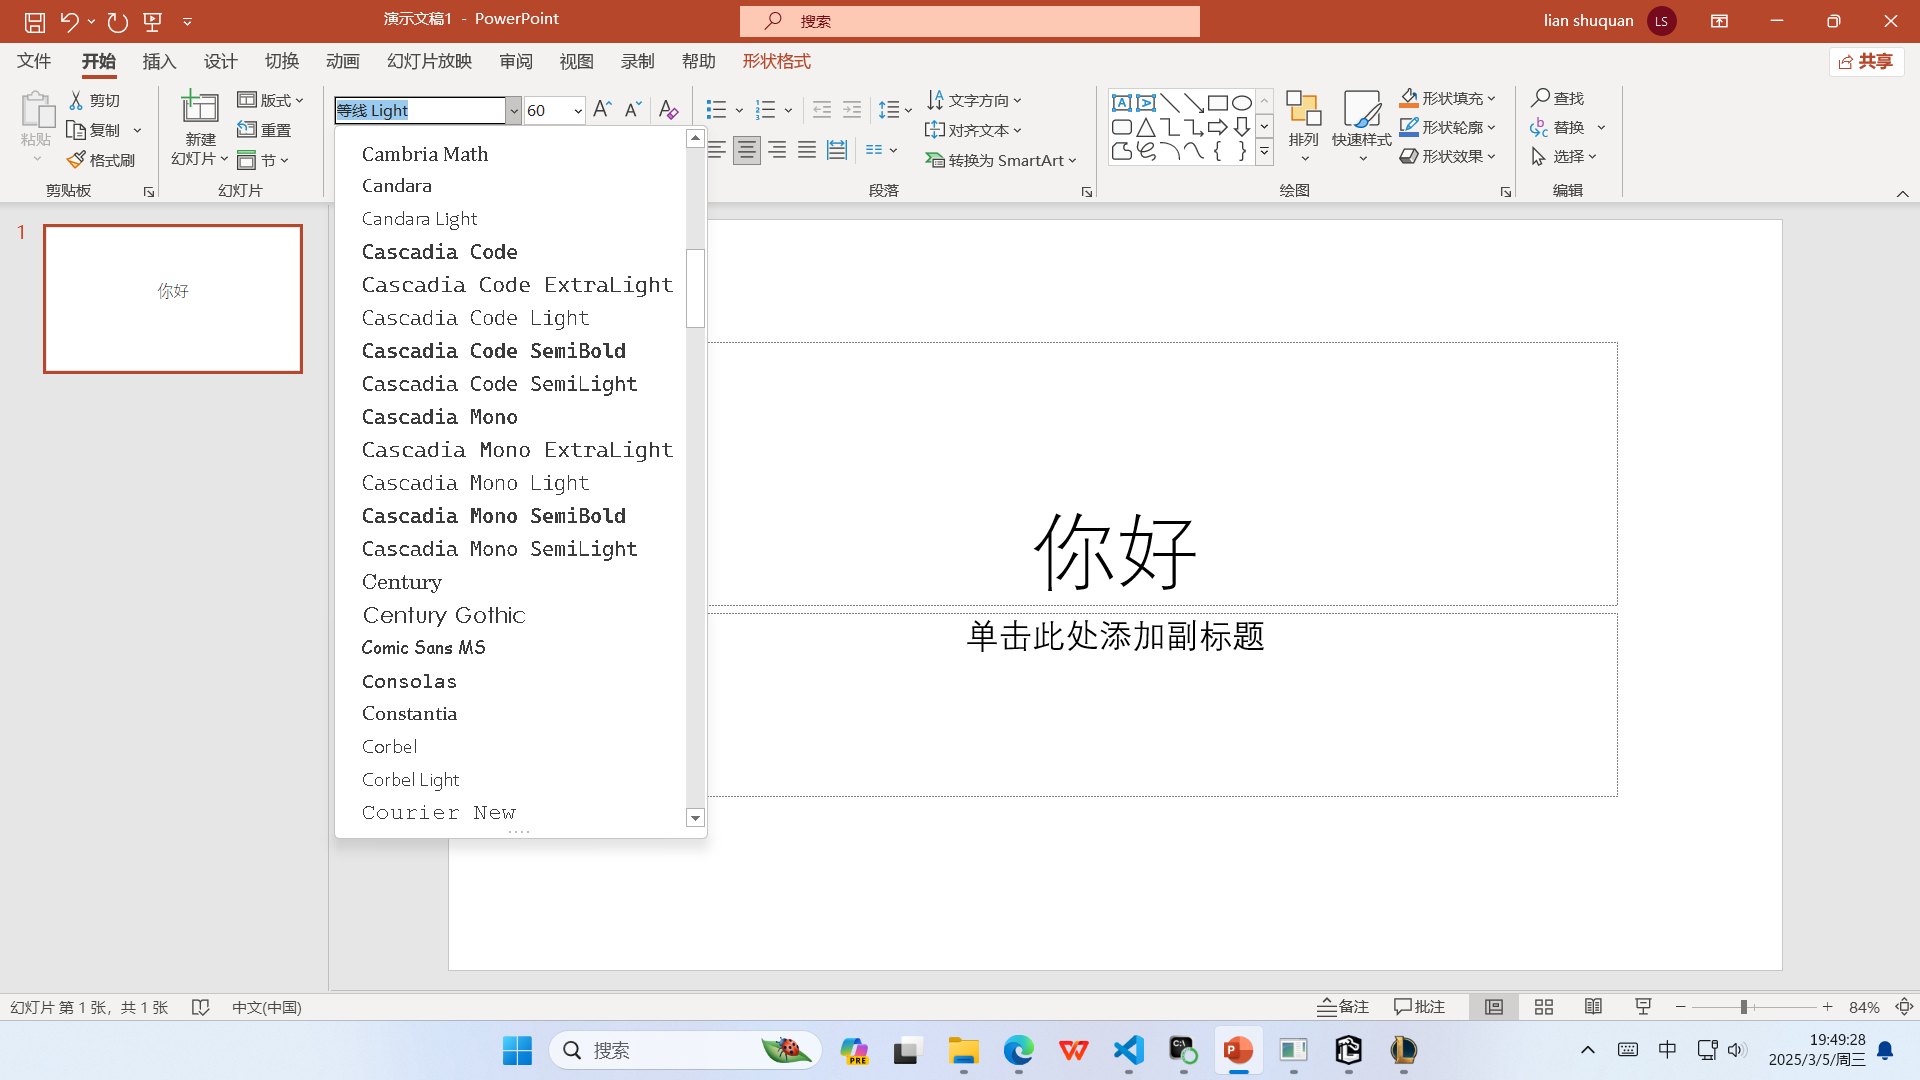 演示文稿1 - PowerPoint
搜索
lian shuquan
LS
文件
开始
插入
设计
切换
动画
幻灯片放映
审阅
视图
录制
帮助
形状格式
共享
粘贴
剪切
复制
格式刷
剪贴板
新建
幻灯片
版式
重置
节
幻灯片
等线 Light
60
文字方向
对齐文本
转换为 SmartArt
段落
排列
快速样式
形状填充
形状轮廓
形状效果
绘图
查找
替换
选择
编辑
Cambria Math
Candara
Candara Light
Cascadia Code
Cascadia Code ExtraLight
Cascadia Code Light
Cascadia Code SemiBold
Cascadia Code SemiLight
Cascadia Mono
Cascadia Mono ExtraLight
Cascadia Mono Light
Cascadia Mono SemiBold
Cascadia Mono SemiLight
Century
Century Gothic
Comic Sans MS
Consolas
Constantia
Corbel
Corbel Light
Courier New
1
你好
你好
单击此处添加副标题
幻灯片 第 1 张，共 1 张
中文(中国)
备注
批注
84%
搜索
PRE
中
19:49:28
2025/3/5/周三